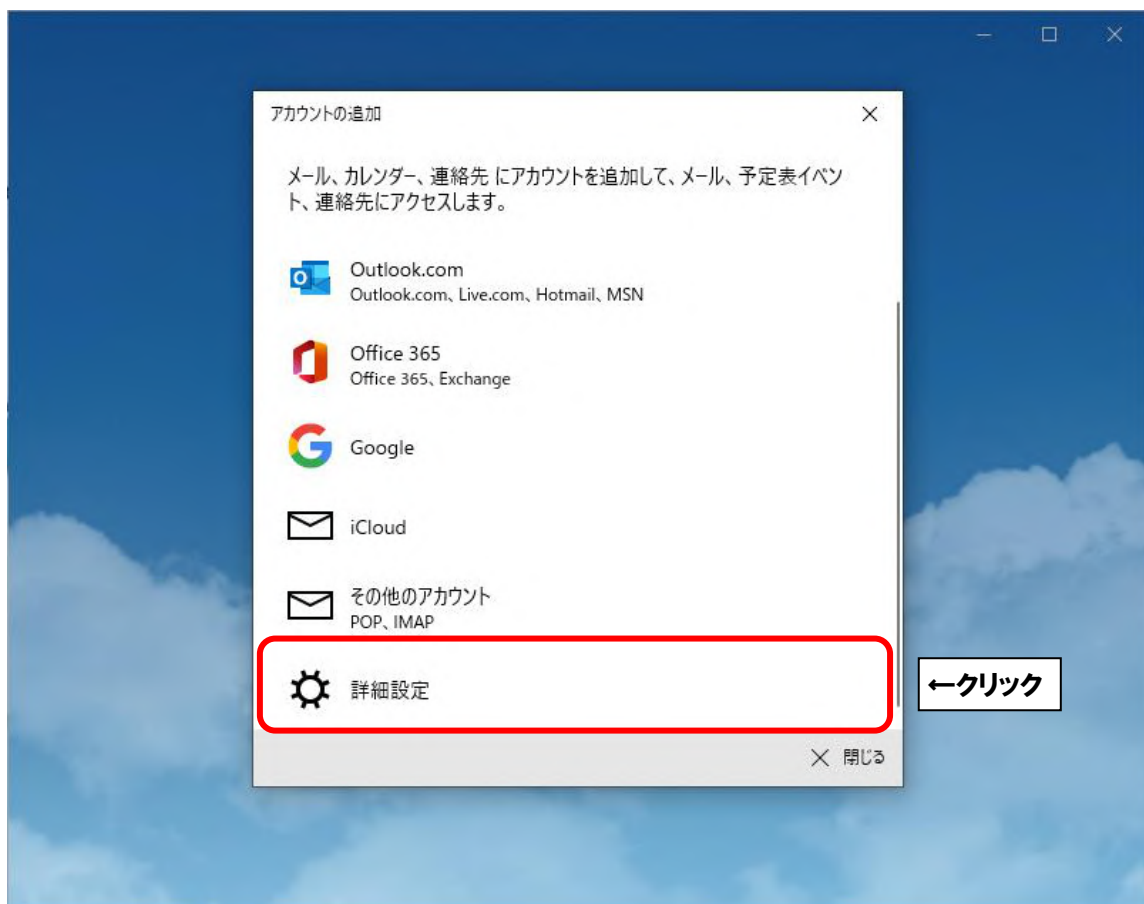 アカウントの追加
メール、カレンダー、連絡先 にアカウントを追加して、メール、予定表イベン
ト、連絡先にアクセスします。
Outlook.com
Outlook.com、Live.com、Hotmail、MSN
Office 365
Office 365、Exchange
Google
iCloud
その他のアカウント
POP、IMAP
詳細設定
←クリック
閉じる